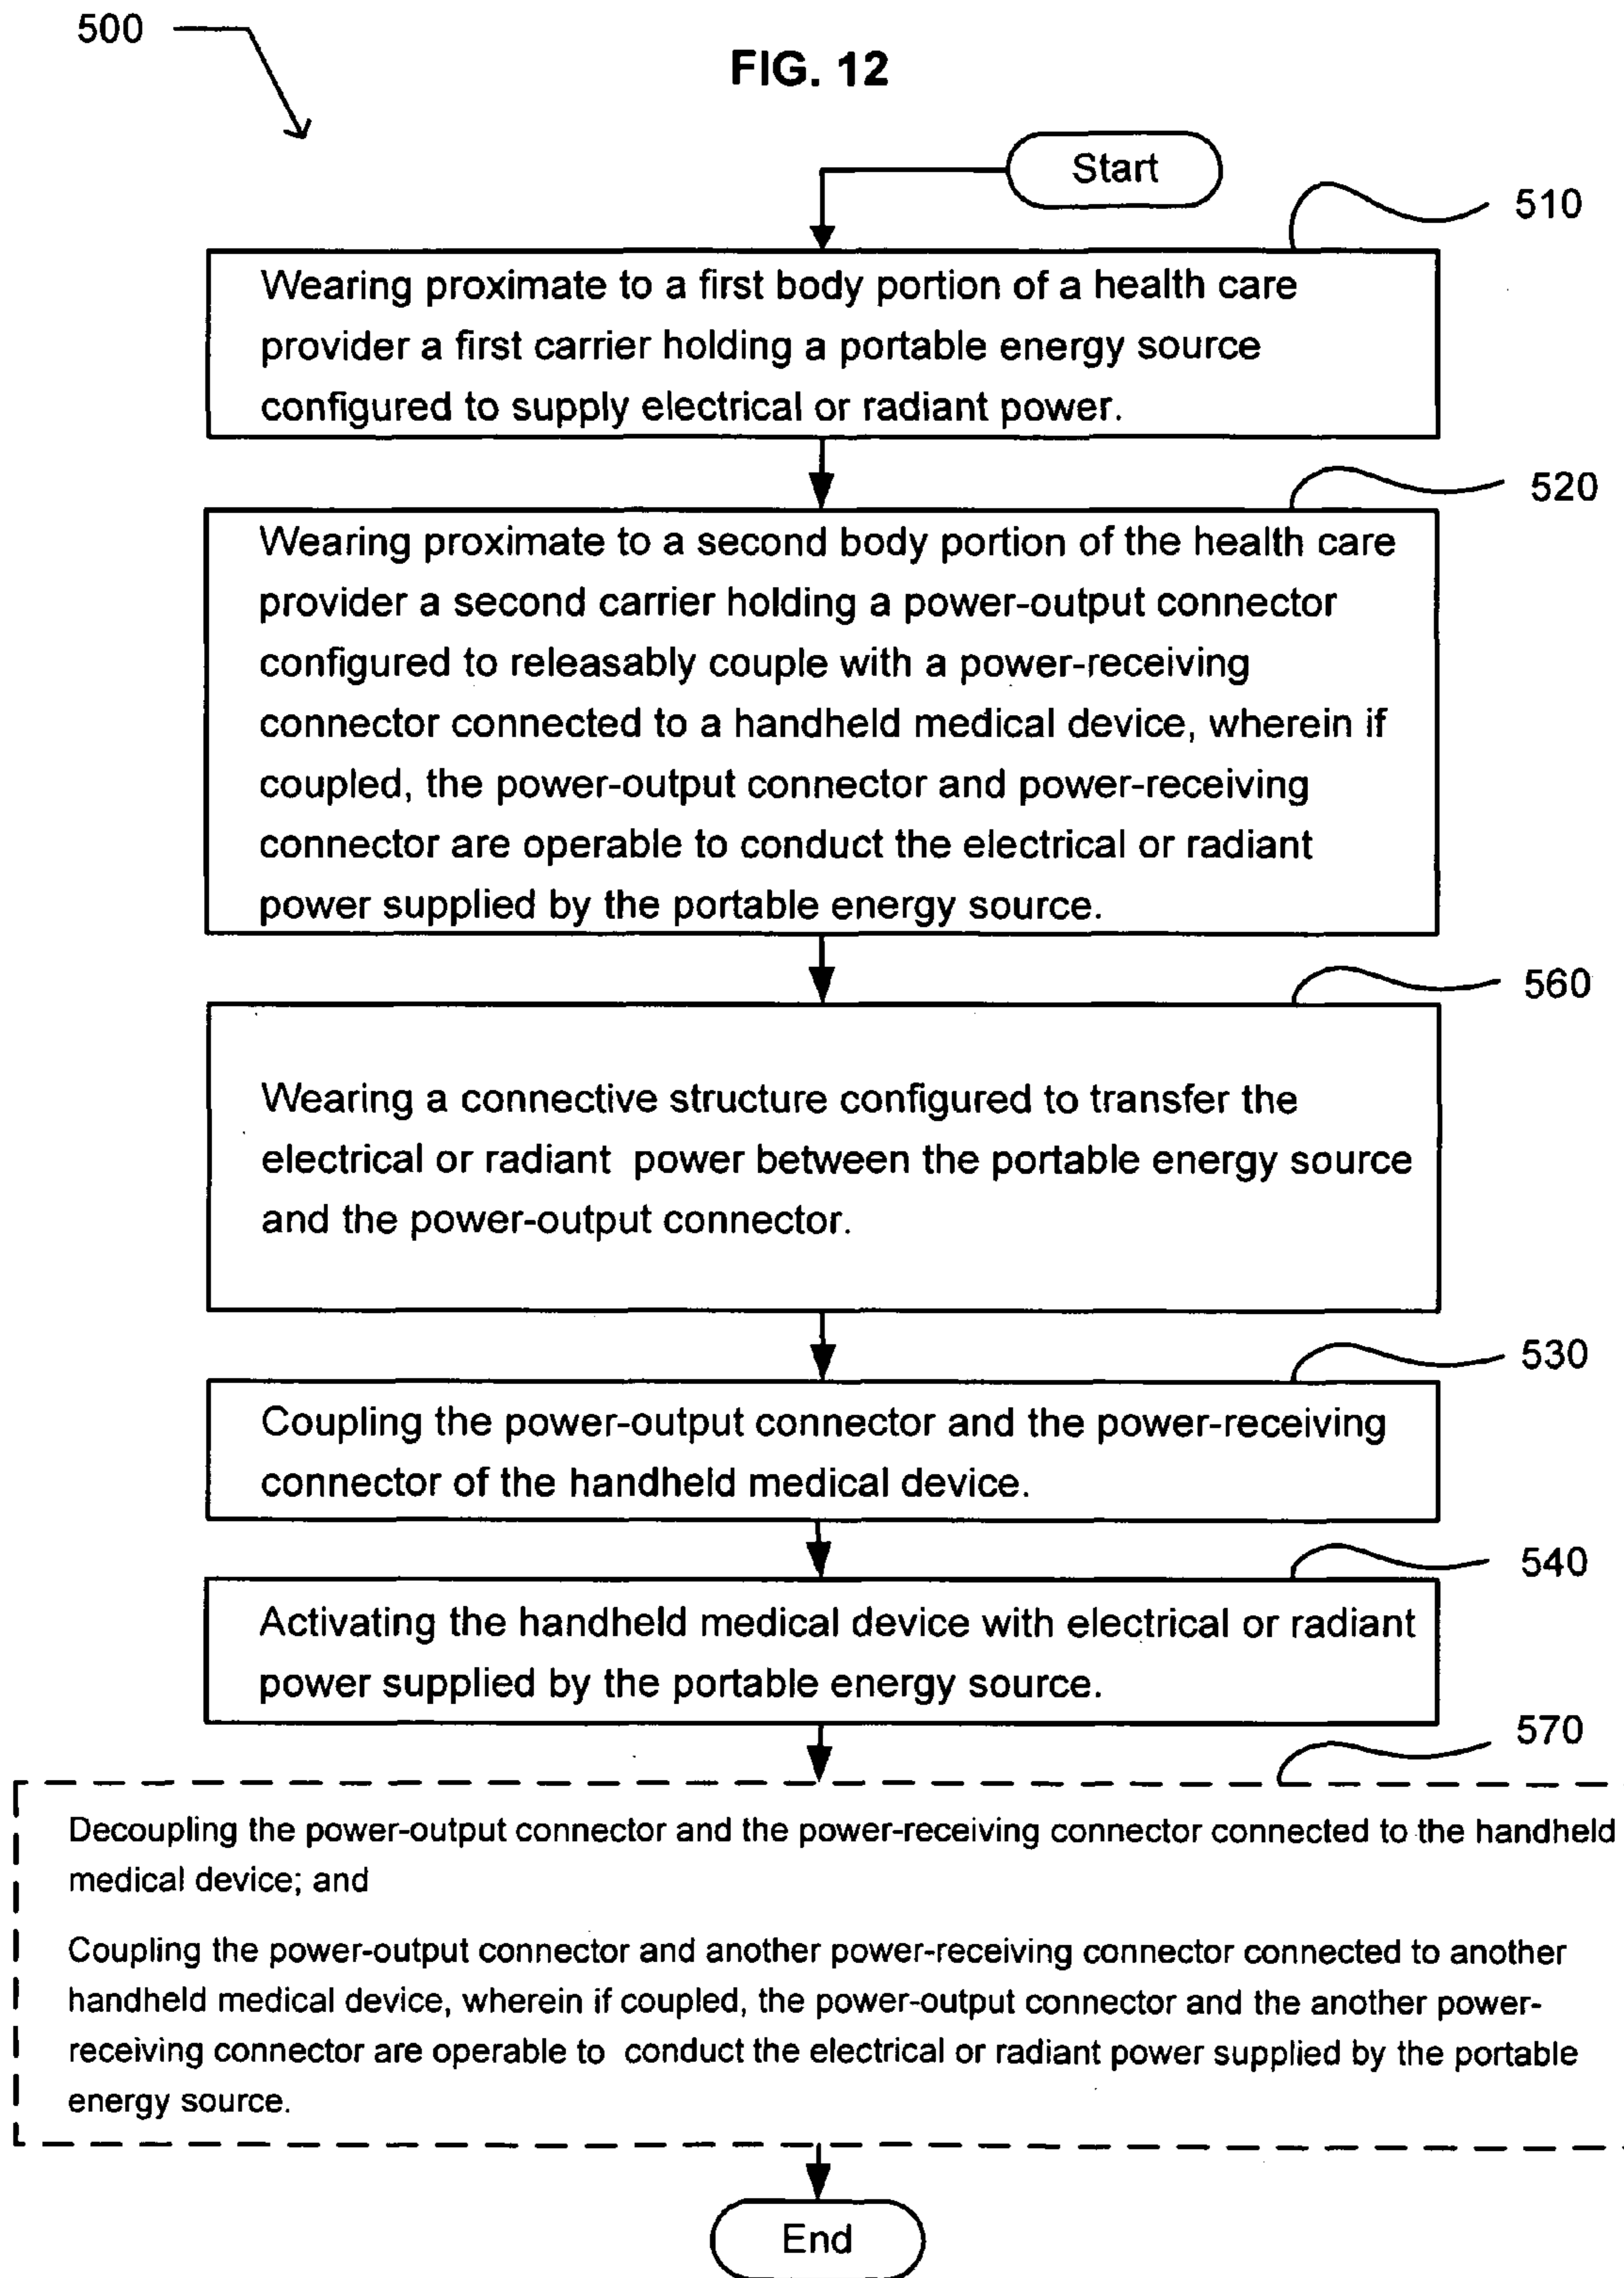 500
FIG. 12
Start
510
Wearing proximate to a first body portion of a health care
provider a first carrier holding a portable energy source
configured to supply electrical or radiant power.
520
Wearing proximate to a second body portion of the health care
provider a second carrier holding a power-output connector
configured to releasably couple with a power-receiving
connector connected to a handheld medical device, wherein if
coupled, the power-output connector and power-receiving
connector are operable to conduct the electrical or radiant
power supplied by the portable energy source.
560
Wearing a connective structure configured to transfer the
electrical or radiant power between the portable energy source
and the power-output connector.
530
Coupling the power-output connector and the power-receiving
connector of the handheld medical device.
540
Activating the handheld medical device with electrical or radiant
power supplied by the portable energy source.
570
Decoupling the power-output connector and the power-receiving connector connected to the handheld
medical device; and
Coupling the power-output connector and another power-receiving connector connected to another
handheld medical device, wherein if coupled, the power-output connector and the another power-
receiving connector are operable to conduct the electrical or radiant power supplied by the portable
energy source.
End